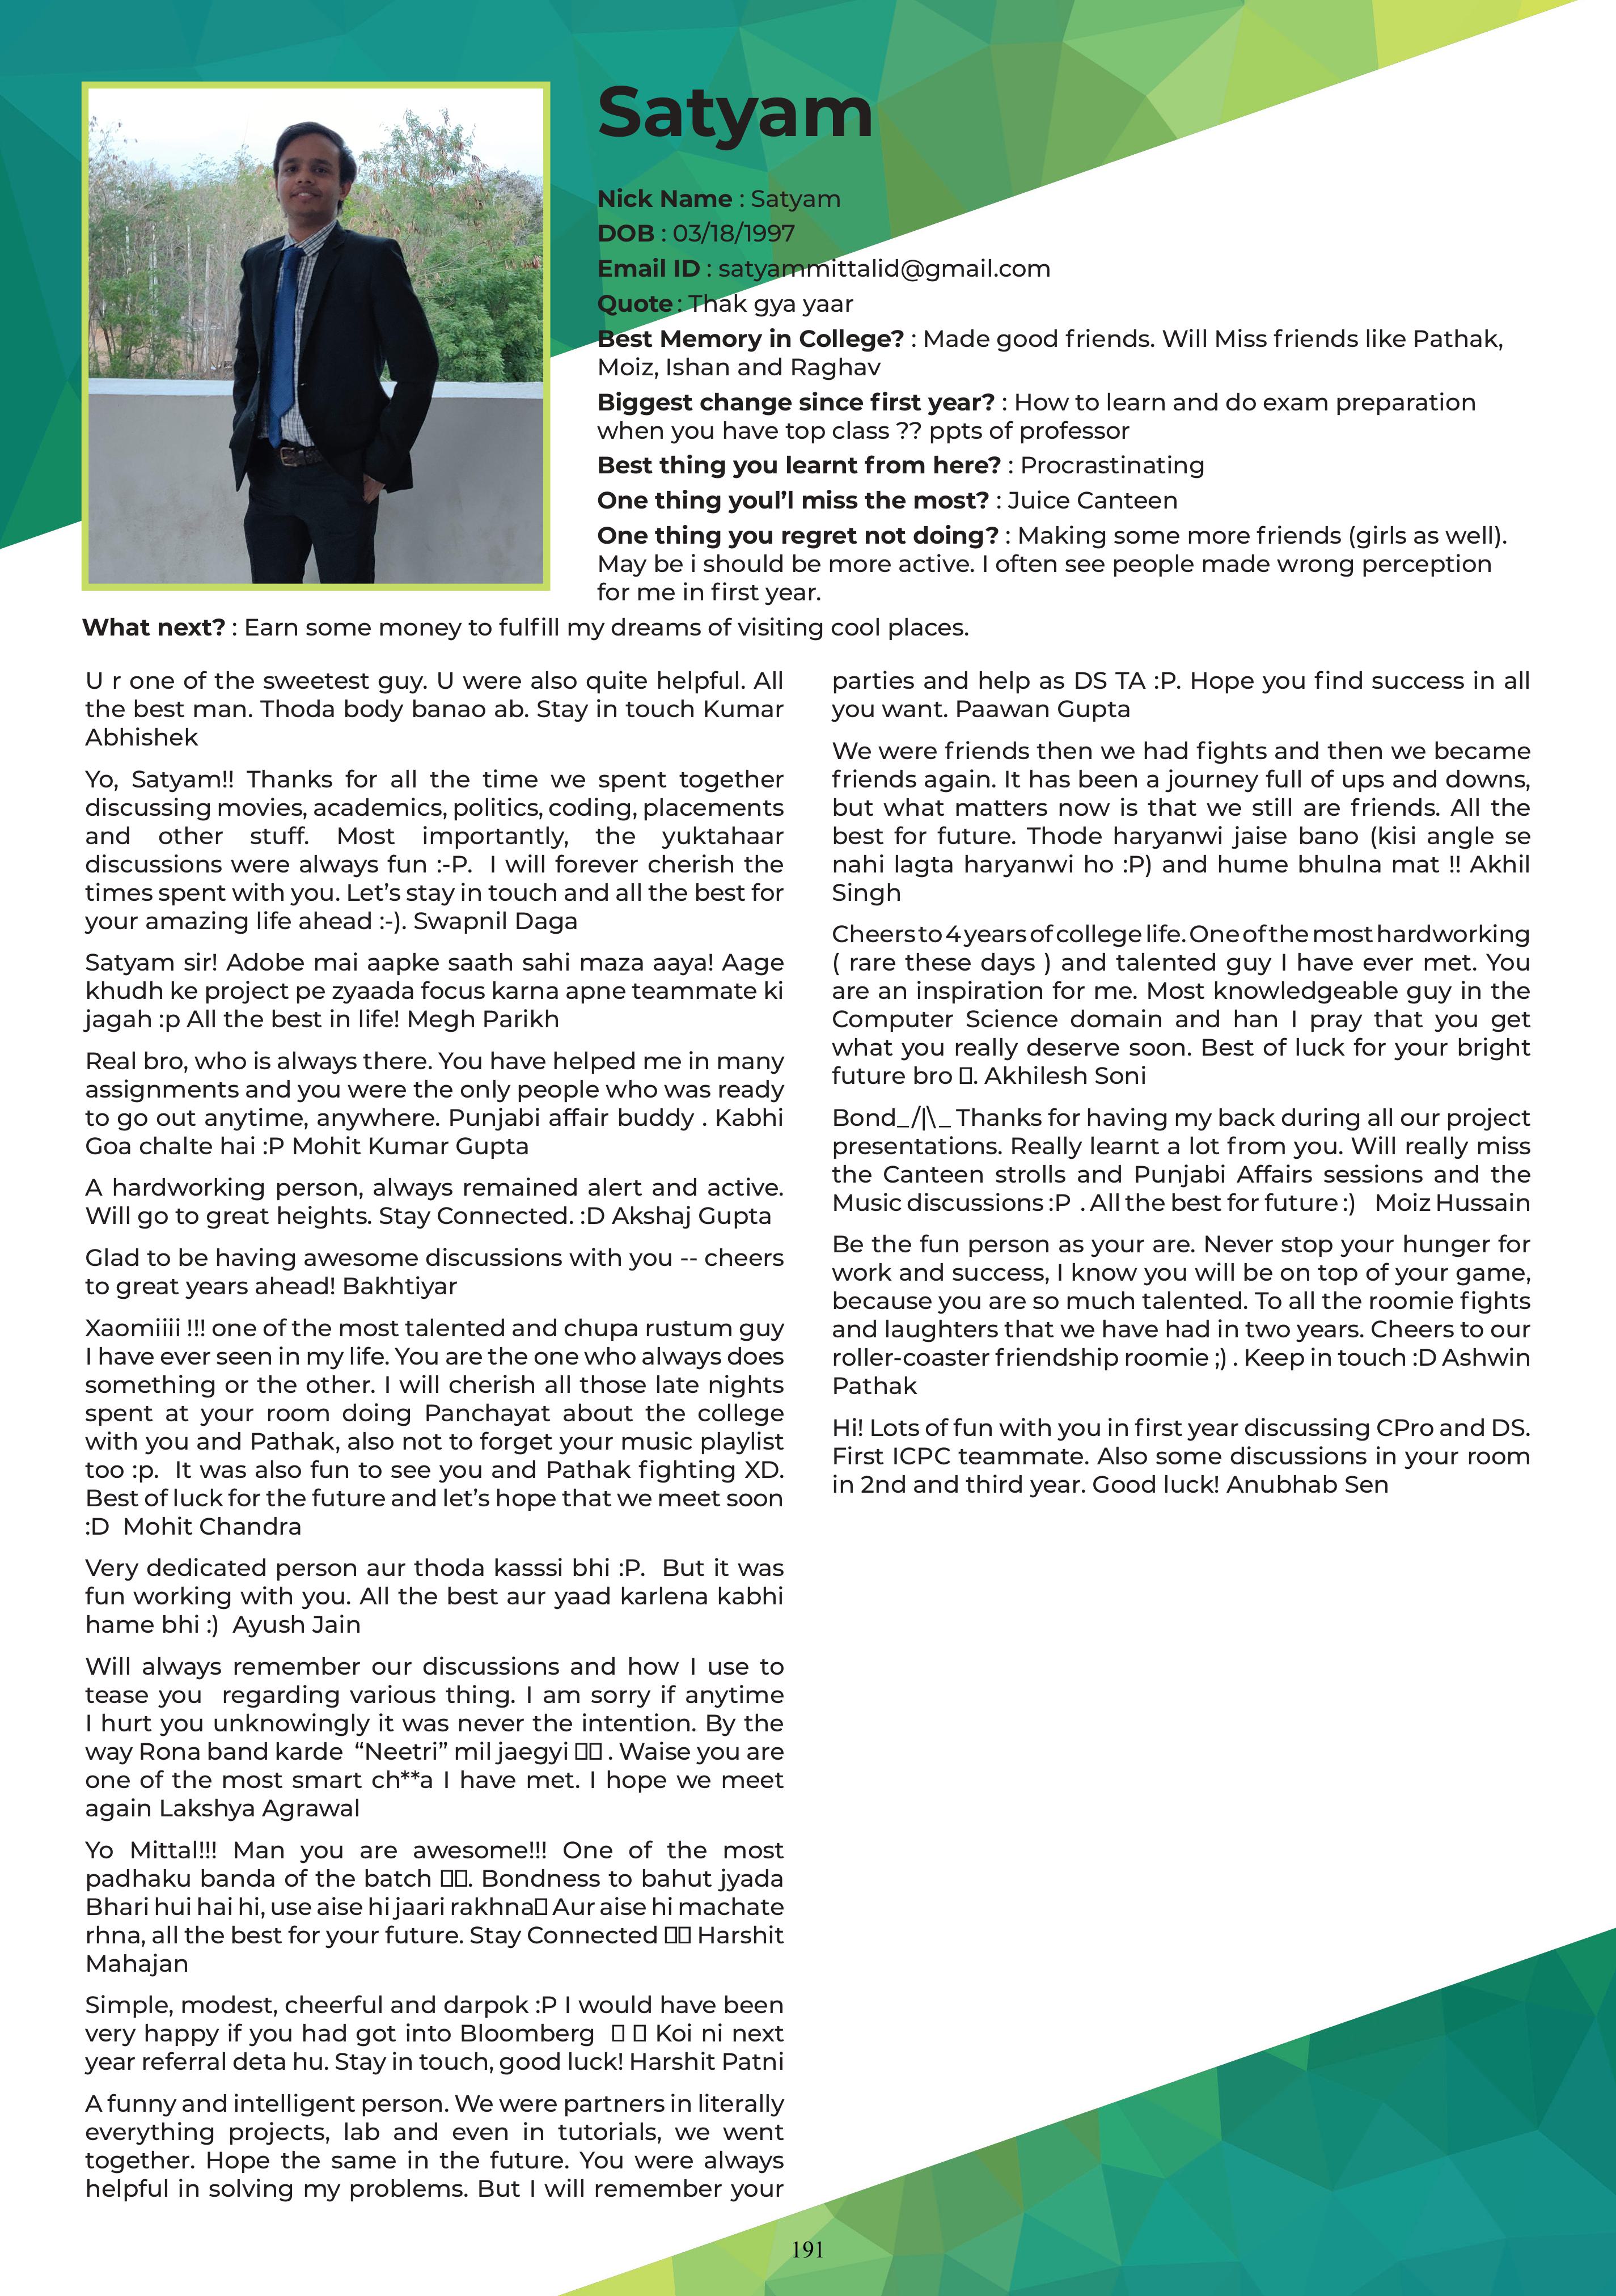 Satyam
Nick Name : Satyam
DOB : 03/18/1997
Email ID : satyammittalid@gmail.com
Quote : Thak gya yaar
Best Memory in College? : Made good friends. Will Miss friends like Pathak,
Moiz, Ishan and Raghav
Biggest change since first year? : How to learn and do exam preparation
when you have top class ?? ppts of professor
Best thing you learnt from here? : Procrastinating
One thing youl'l miss the most? : Juice Canteen
One thing you regret not doing? : Making some more friends (girls as well).
May be i should be more active. I often see people made wrong perception
for me in first year.
What next? : Earn some money to fulfill my dreams of visiting cool places.
U r one of the sweetest guy. U were also quite helpful. All
the best man. Thoda body banao ab. Stay in touch Kumar
Abhishek
Yo, Satyam!! Thanks for all the time we spent together
discussing movies, academics, politics, coding, placements
and other stuff. Most importantly, the yuktahaar
discussions were always fun :-P. I will forever cherish the
times spent with you. Let's stay in touch and all the best for
your amazing life ahead :-). Swapnil Daga
Satyam sir! Adobe mai aapke saath sahi maza aaya! Aage
khudh ke project pe zyaada focus karna apne teammate ki
jagah :p All the best in life! Megh Parikh
Real bro, who is always there. You have helped me in many
assignments and you were the only people who was ready
to go out anytime, anywhere. Punjabi affair buddy . Kabhi
Goa chalte hai :P Mohit Kumar Gupta
A hardworking person, always remained alert and active.
Will go to great heights. Stay Connected. :D Akshaj Gupta
Glad to be having awesome discussions with you -- cheers
to great years ahead! Bakhtiyar
Xaomiiii !!! one of the most talented and chupa rustum guy
I have ever seen in my life. You are the one who always does
something or the other. I will cherish all those late nights
spent at your room doing Panchayat about the college
with you and Pathak, also not to forget your music playlist
too :p. It was also fun to see you and Pathak fighting XD.
Best of luck for the future and let's hope that we meet soon
:D Mohit Chandra
Very dedicated person aur thoda kasssi bhi :P. But it was
fun working with you. All the best aur yaad karlena kabhi
hame bhi :) Ayush Jain
Will always remember our discussions and how I use to
tease you regarding various thing. I am sorry if anytime
I hurt you unknowingly it was never the intention. By the
way Rona band karde “Neetri” mil jaegyi □□ . Waise you are
one of the most smart ch**a I have met. I hope we meet
again Lakshya Agrawal
Yo Mittal!!! Man you are awesome!!! One of the most
padhaku banda of the batch □□. Bondness to bahut jyada
Bhari hui hai hi, use aise hi jaari rakhna□ Aur aise hi machate
rhna, all the best for your future. Stay Connected □□ Harshit
Mahajan
Simple, modest, cheerful and darpok :P I would have been
very happy if you had got into Bloomberg □ □ Koi ni next
year referral deta hu. Stay in touch, good luck! Harshit Patni
A funny and intelligent person. We were partners in literally
everything projects, lab and even in tutorials, we went
together. Hope the same in the future. You were always
helpful in solving my problems. But I will remember your
parties and help as DS TA :P. Hope you find success in all
you want. Paawan Gupta
We were friends then we had fights and then we became
friends again. It has been a journey full of ups and downs,
but what matters now is that we still are friends. All the
best for future. Thode haryanwi jaise bano (kisi angle se
nahi lagta haryanwi ho :P) and hume bhulna mat !! Akhil
Singh
Cheers to 4 years of college life. One of the most hardworking
( rare these days ) and talented guy I have ever met. You
are an inspiration for me. Most knowledgeable guy in the
Computer Science domain and han I pray that you get
what you really deserve soon. Best of luck for your bright
future bro □. Akhilesh Soni
Bond_/|\_ Thanks for having my back during all our project
presentations. Really learnt a lot from you. Will really miss
the Canteen strolls and Punjabi Affairs sessions and the
Music discussions :P . All the best for future :) Moiz Hussain
Be the fun person as your are. Never stop your hunger for
work and success, I know you will be on top of your game,
because you are so much talented. To all the roomie fights
and laughters that we have had in two years. Cheers to our
roller-coaster friendship roomie ;) . Keep in touch :D Ashwin
Pathak
Hi! Lots of fun with you in first year discussing CPro and DS.
First ICPC teammate. Also some discussions in your room
in 2nd and third year. Good luck! Anubhab Sen
191